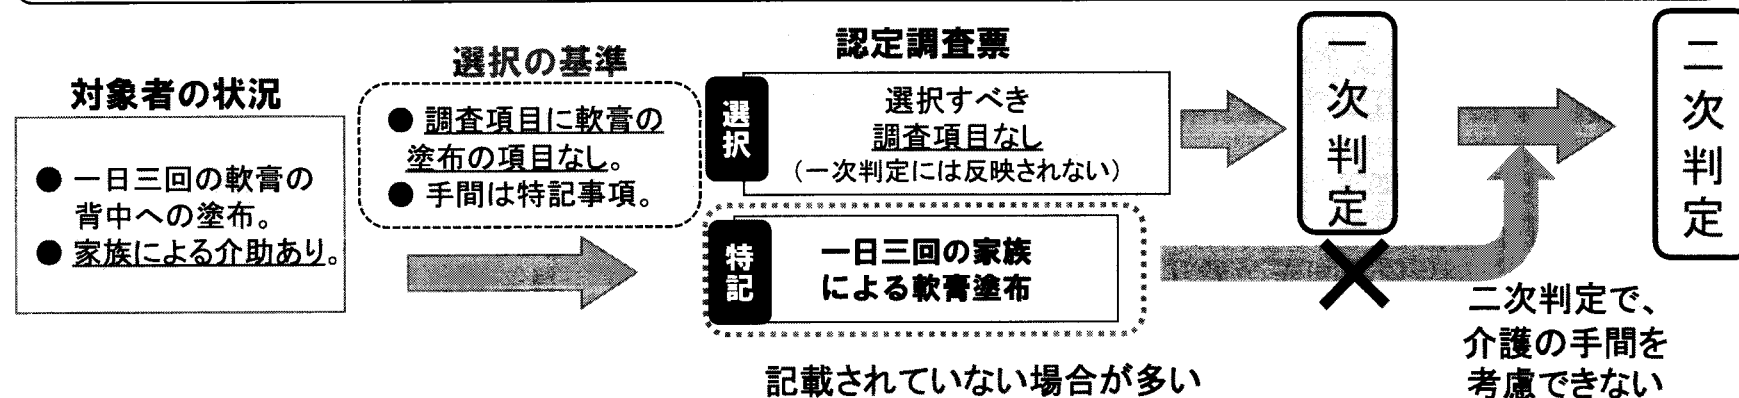 対象者の状況
● 一日三回の軟膏の
背中への塗布。
● 家族による介助あり。
選択の基準
● 調査項目に軟膏の
塗布の項目なし。
● 手間は特記事項。
認定調査票
選択
選択すべき
調査項目なし
（一次判定には反映されない）
特記
一日三回の家族
による軟膏塗布
記載されていない場合が多い
一次判定
二次判定で、
介護の手間を
考慮できない
二次判定